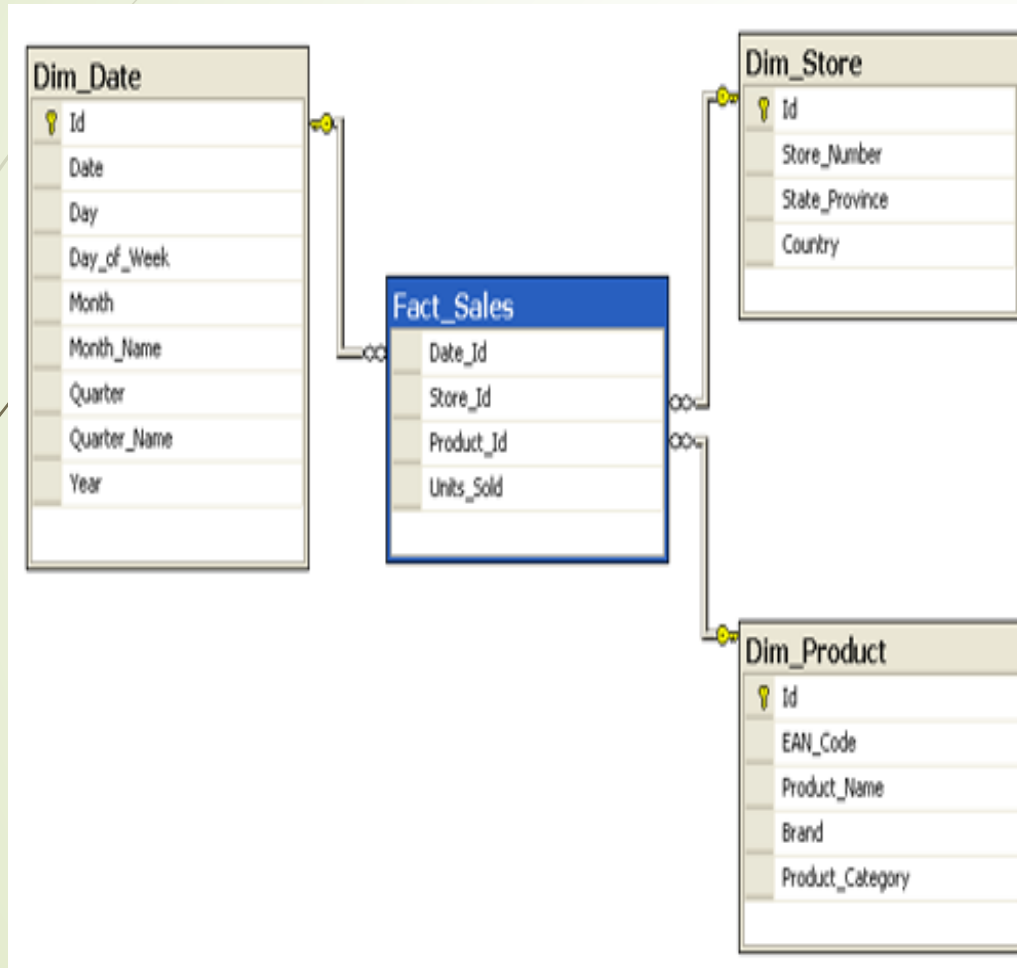 Dim_Date
Id
Date
Day
Day_of_Week
Month
Month_Name
Quarter
Quarter_Name
Year
Fact_Sales
Date_Id
Store_Id
Product_Id
Units_Sold
Dim_Store
Id
Store_Number
State_Province
Country
Dim_Product
Id
EAN_Code
Product_Name
Brand
Product_Category